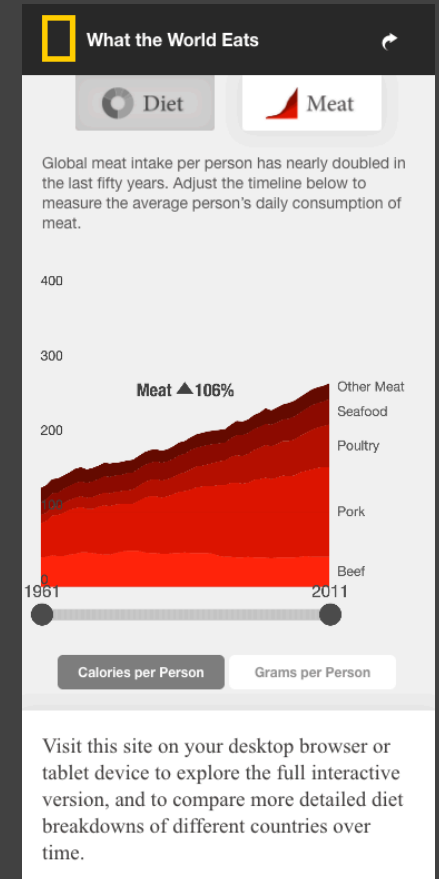 What the World Eats
Diet
Meat
Global meat intake per person has nearly doubled in
the last fifty years. Adjust the timeline below to
measure the average person's daily consumption of
meat.
400
300
Meat ▲106%
Other Meat
Seafood
200
Poultry
100
Pork
Beef
0
1961
2011
Calories per Person
Grams per Person
Visit this site on your desktop browser or
tablet device to explore the full interactive
version, and to compare more detailed diet
breakdowns of different countries over
time.